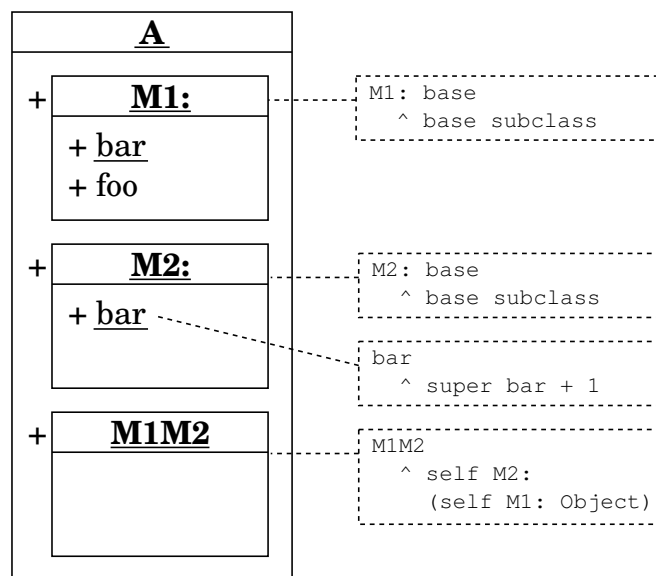 A
+ M1:
+ bar
+ foo
M1: base
^ base subclass
+ M2:
+ bar
M2: base
^ base subclass
bar
^ super bar + 1
+ M1M2
M1M2
^ self M2:
(self M1: Object)